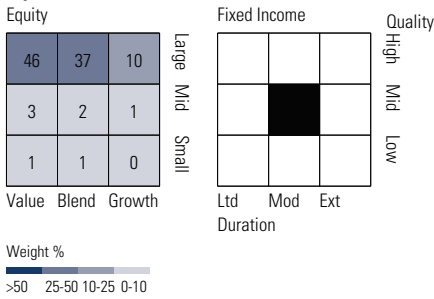 Equity
46 37 10
3 2 1
1 1 0
Large
Mid
Small
Value Blend Growth
Fixed Income
Quality
High
Mid
Low
Ltd Mod Ext
Duration
Weight %
>50 25-50 10-25 0-10